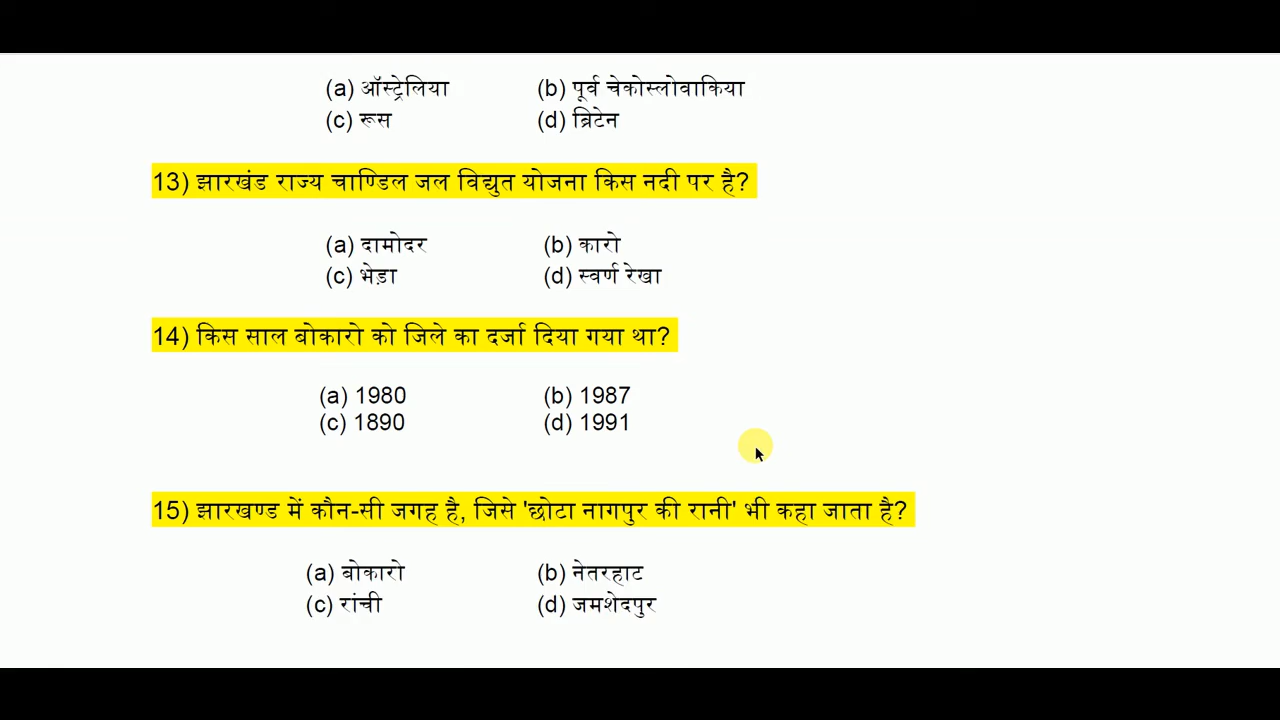 (a) ऑस्ट्रेलिया (b) पूर्व चेकोस्लोवाकिया
(c) रूस (d) ब्रिटेन
13) झारखंड राज्य चाण्डिल जल विद्युत योजना किस नदी पर है?
(a) दामोदर (b) कारो
(c) भेड़ा (d) स्वर्ण रेखा
14) किस साल बोकारो को जिले का दर्जा दिया गया था?
(a) 1980 (b) 1987
(c) 1890 (d) 1991
15) झारखण्ड में कौन-सी जगह है, जिसे 'छोटा नागपुर की रानी' भी कहा जाता है?
(a) बोकारो (b) नेतरहाट
(c) रांची (d) जमशेदपुर